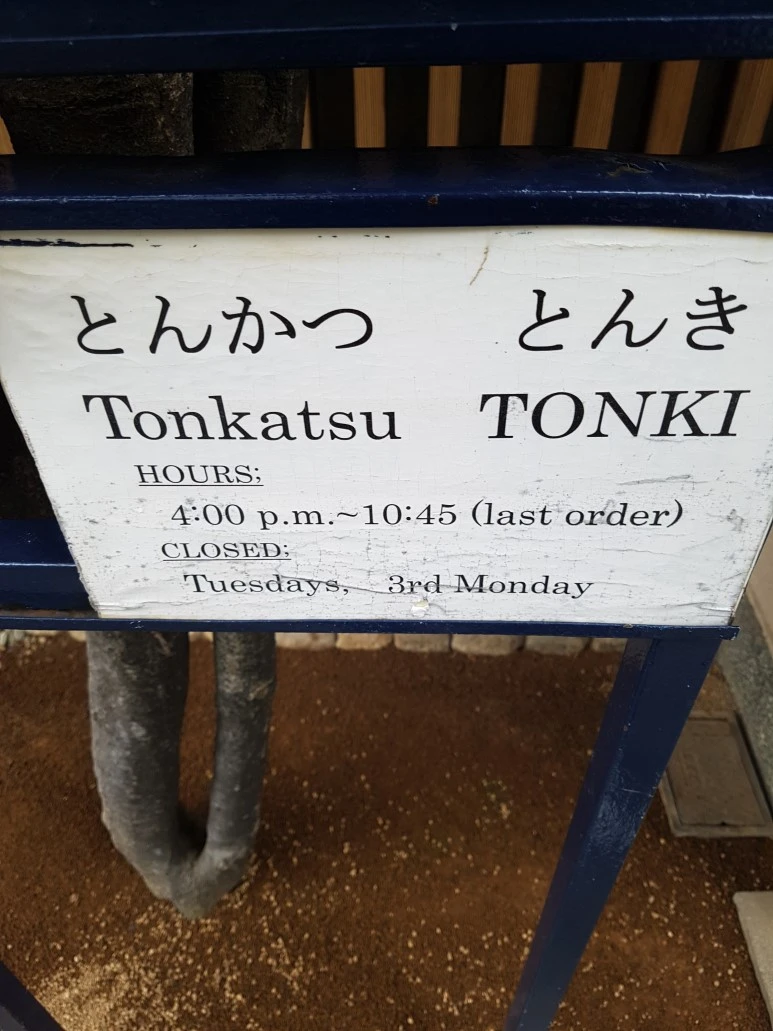 とんかつ とんき
Tonkatsu TONKI
HOURS;
4:00 p.m.~10:45 (last order)
CLOSED;
Tuesdays, 3rd Monday